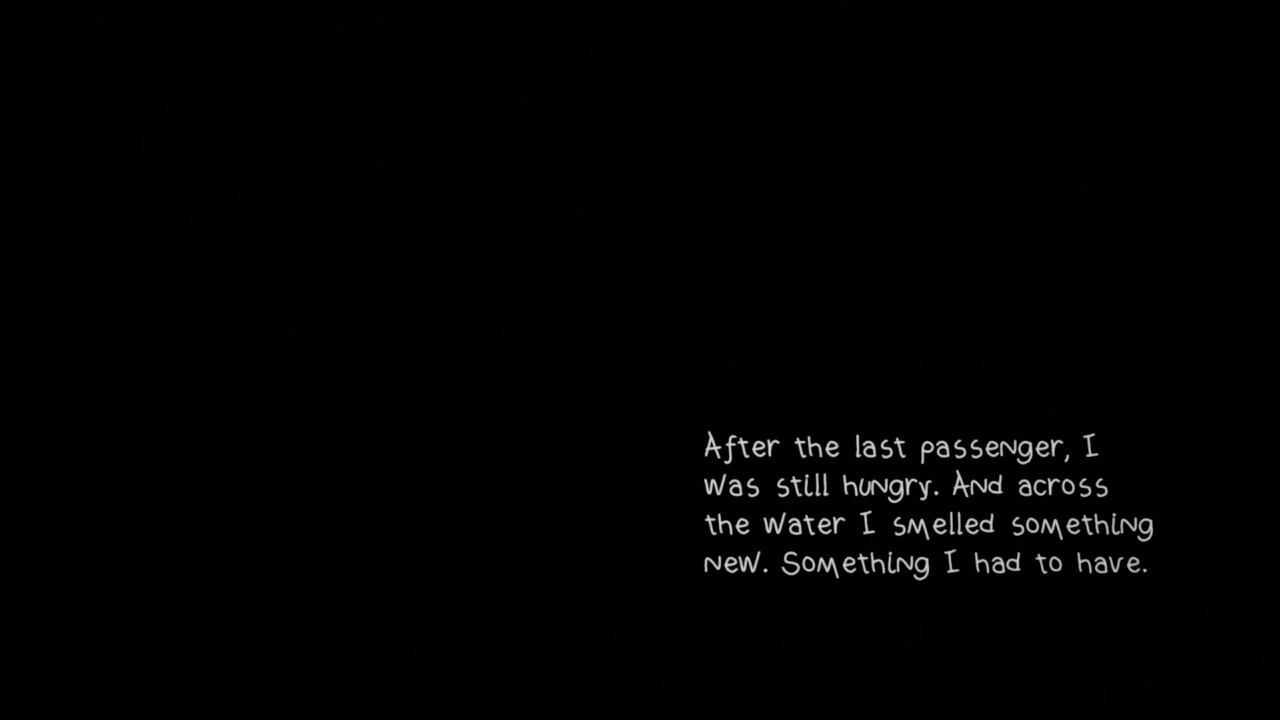 After the last passenger, I
was still hungry. And across
the water I smelled something
new. Something I had to have.